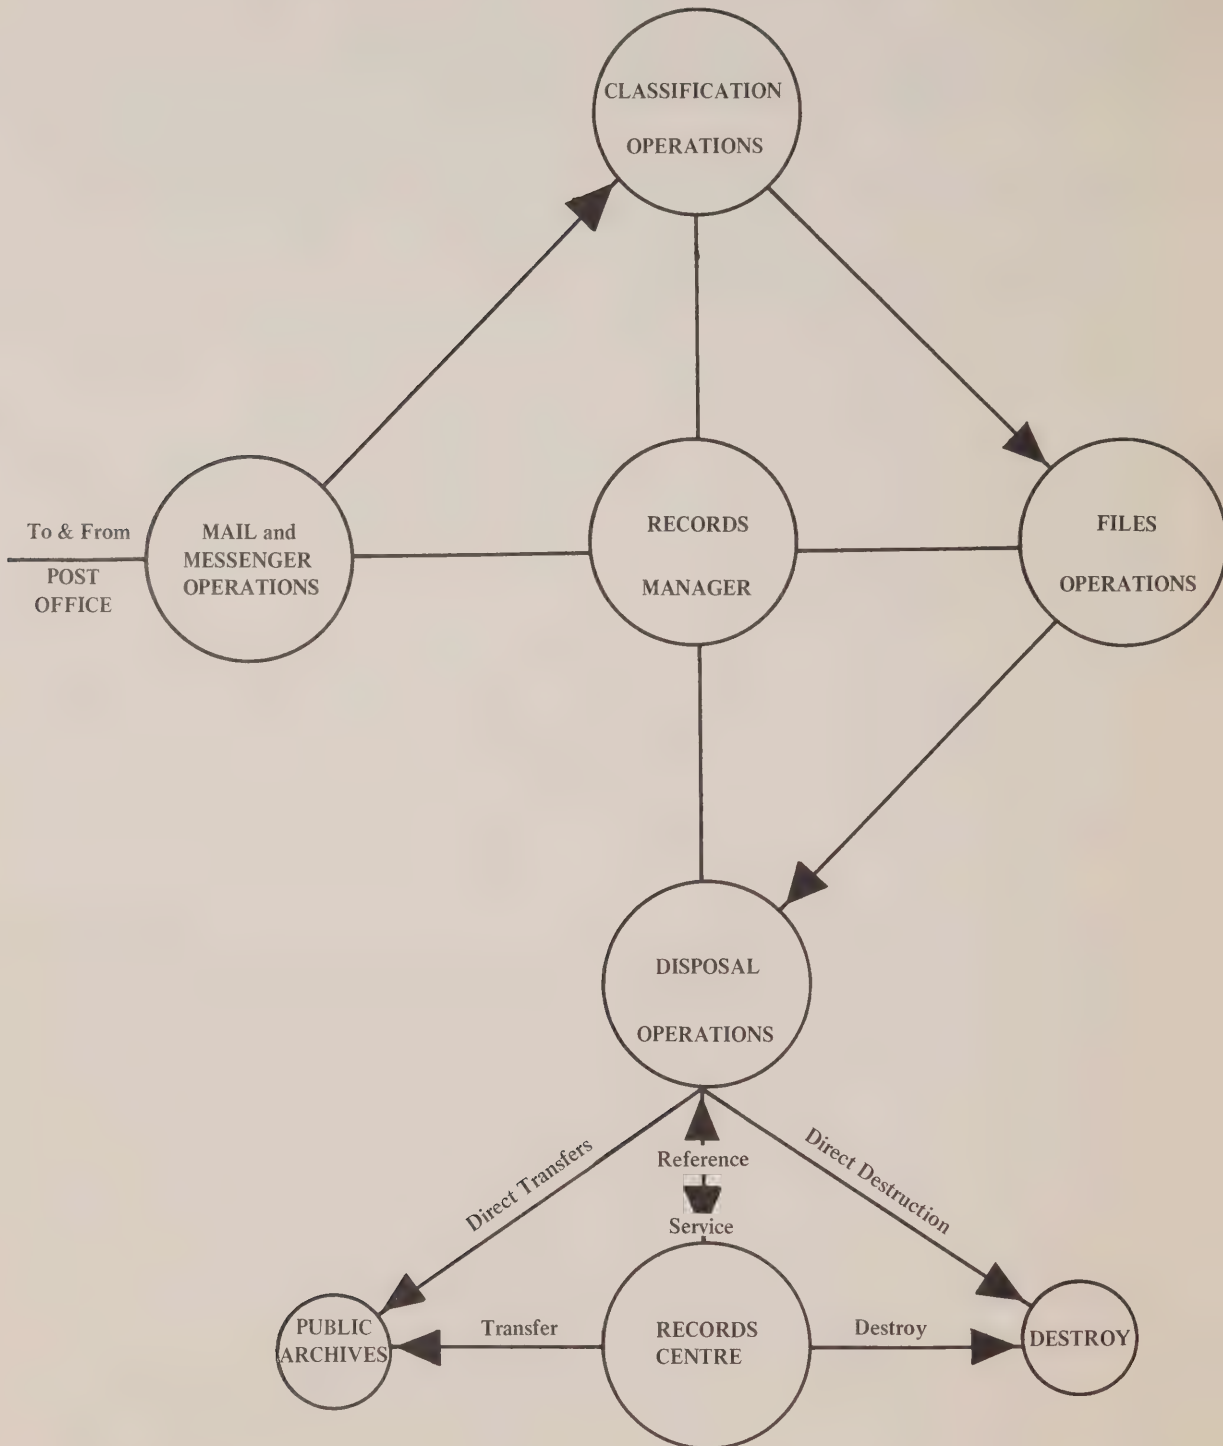 CLASSIFICATION
OPERATIONS
To & From
POST
OFFICE
MAIL and
MESSENGER
OPERATIONS
RECORDS
MANAGER
FILES
OPERATIONS
DISPOSAL
OPERATIONS
Direct Transfers
Reference
Service
Direct Destruction
PUBLIC
ARCHIVES
Transfer
RECORDS
CENTRE
Destroy
DESTROY